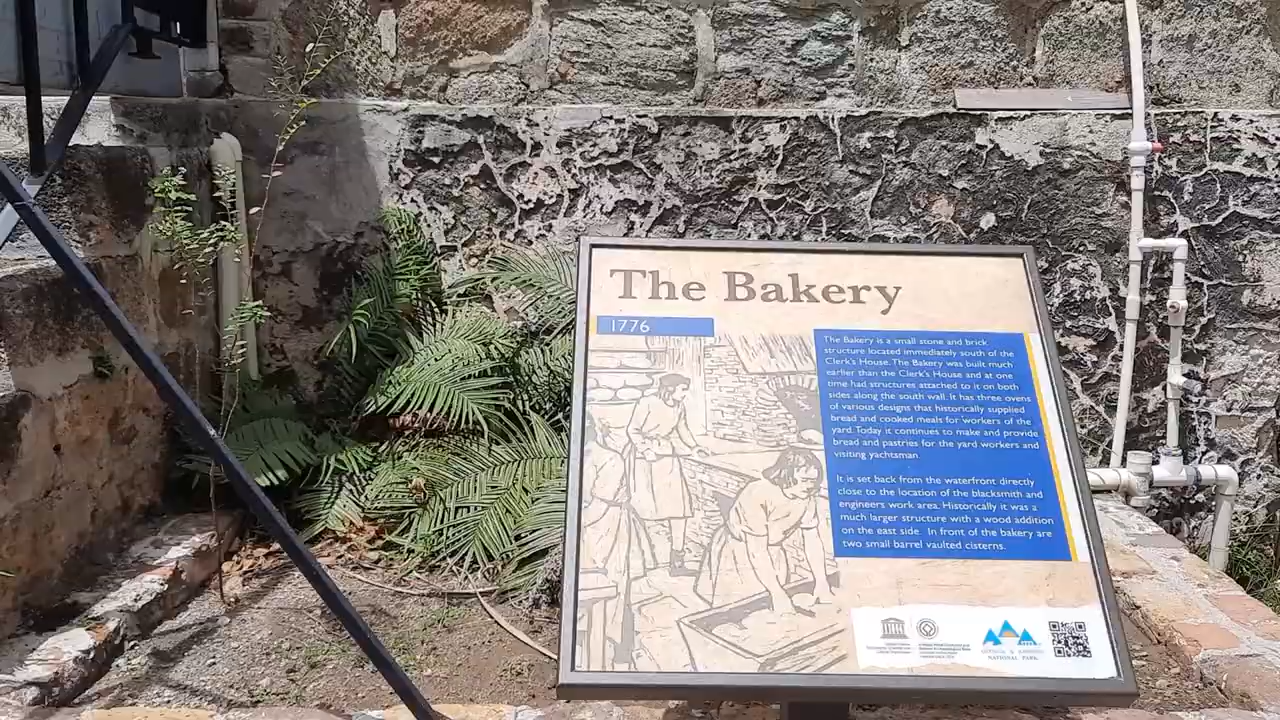 The Bakery
1776
The Bakery is a small stone and brick
structure located immediately south of the
Clerk's House. The Bakery was built much
earlier than the Clerk's House and at one
time had structures attached to it on both
sides along the south wall. It has three ovens
of various designs that historically supplied
bread and cooked meals for workers of the
yard. Today it continues to make and provide
bread and pastries for the yard workers and
visiting yachtsman.
It is set back from the waterfront directly
close to the location of the blacksmith and
engineers work area. Historically it was a
much larger structure with a wood addition
on the east side. In front of the bakery are
two small barrel vaulted cisterns.
NATIONAL PARK